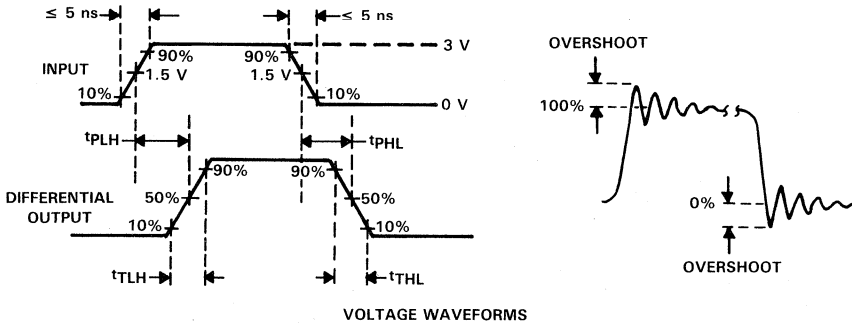 ≤ 5 ns
≤ 5 ns
3 V
90%
90%
INPUT
1.5 V
1.5 V
10%
10%
0 V
tPLH
tPHL
90%
90%
DIFFERENTIAL
OUTPUT
50%
50%
10%
10%
tTLH
tTHL
OVERSHOOT
100%
0%
OVERSHOOT
VOLTAGE WAVEFORMS